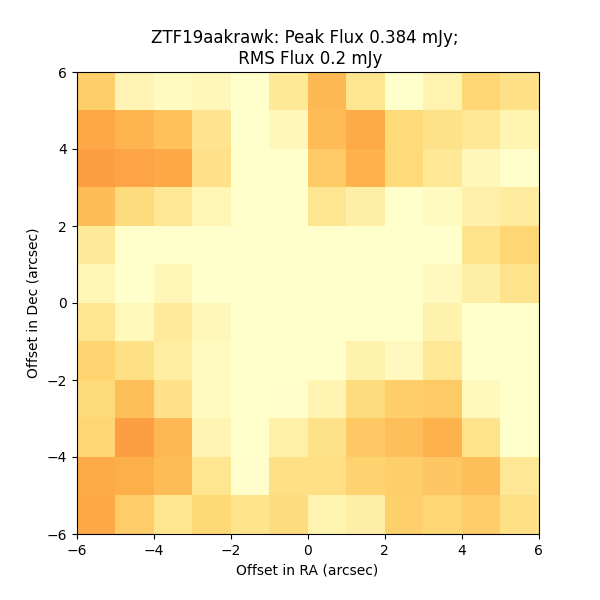 ZTF19aakrawk: Peak Flux 0.384 mJy;
RMS Flux 0.2 mJy
6
4
2
0
−2
−4
−6
Offset in Dec (arcsec)
−6 −4 −2 0 2 4 6
Offset in RA (arcsec)